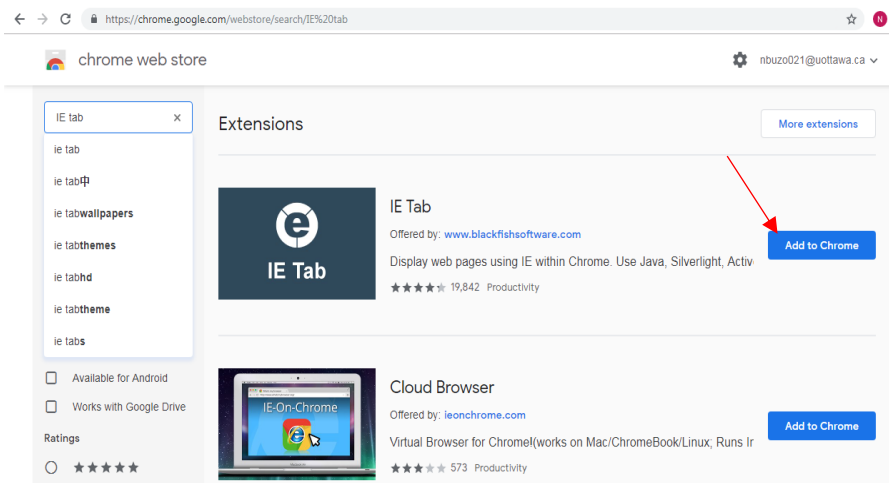 https://chrome.google.com/webstore/search/IE%20tab
N
chrome web store
nbuzo021@uottawa.ca
IE tab x
ie tab
ie tab中
ie tabwallpapers
ie tabthemes
ie tabhd
ie tabtheme
ie tabs
Available for Android
Works with Google Drive
Ratings
Extensions
More extensions
IE Tab
IE Tab
Offered by: www.blackfishsoftware.com
Display web pages using IE within Chrome. Use Java, Silverlight, Activ
19,842 Productivity
Add to Chrome
IE-On-Chrome
Cloud Browser
Offered by: ieonchrome.com
Virtual Browser for Chrome!(works on Mac/ChromeBook/Linux; Runs Ir
573 Productivity
Add to Chrome